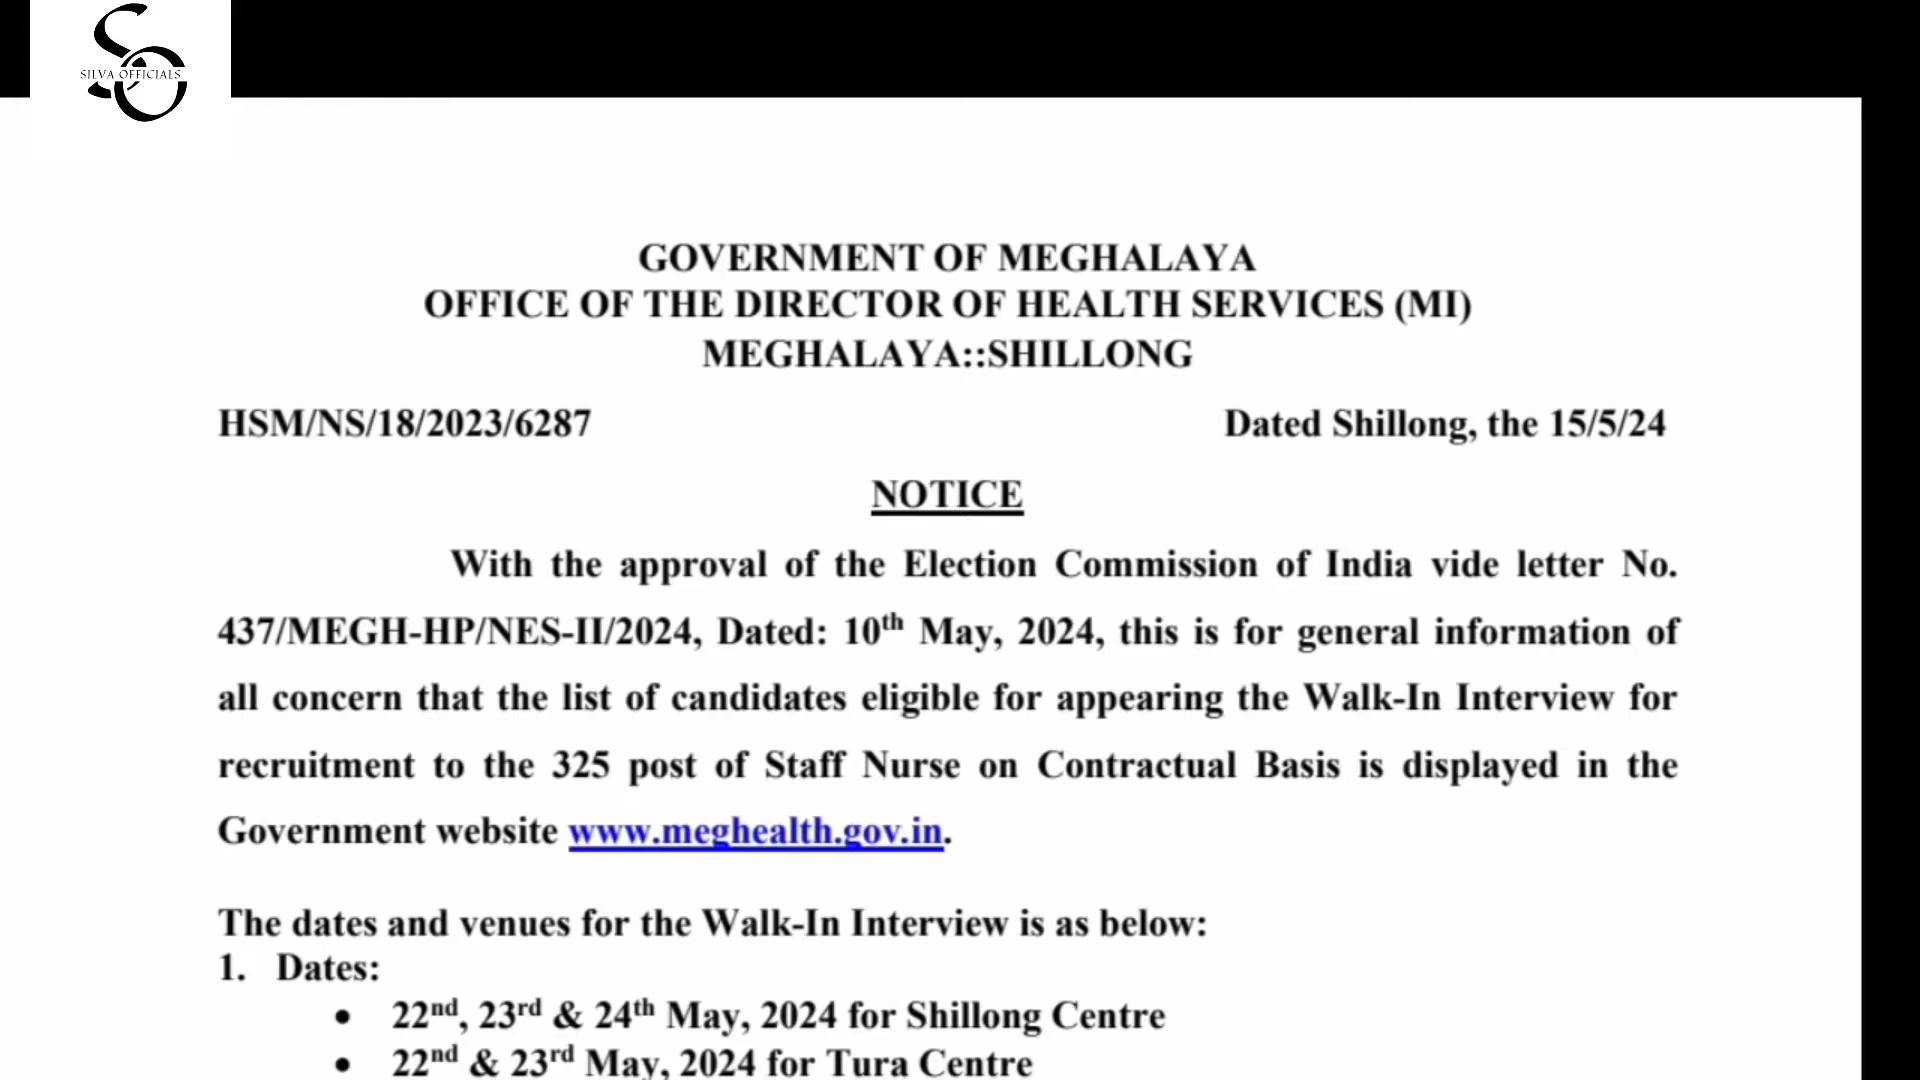 SILVA OFFICIALS
GOVERNMENT OF MEGHALAYA
OFFICE OF THE DIRECTOR OF HEALTH SERVICES (MI)
MEGHALAYA::SHILLONG
HSM/NS/18/2023/6287 Dated Shillong, the 15/5/24
NOTICE
With the approval of the Election Commission of India vide letter No.
437/MEGH-HP/NES-II/2024, Dated: 10th May, 2024, this is for general information of
all concern that the list of candidates eligible for appearing the Walk-In Interview for
recruitment to the 325 post of Staff Nurse on Contractual Basis is displayed in the
Government website www.meghealth.gov.in.
The dates and venues for the Walk-In Interview is as below:
1. Dates:
• 22nd, 23rd & 24th May, 2024 for Shillong Centre
• 22nd & 23rd May, 2024 for Tura Centre